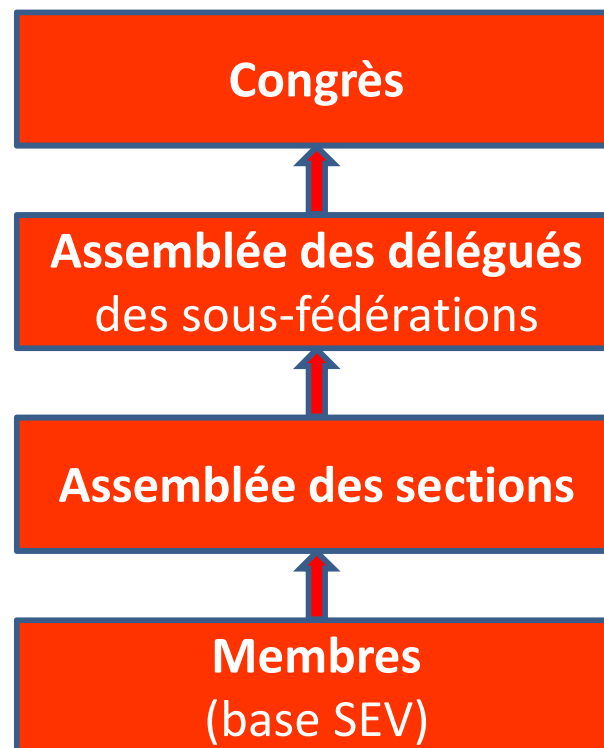 Congrès
Assemblée des délégués
des sous-fédérations
Assemblée des sections
Membres
(base SEV)